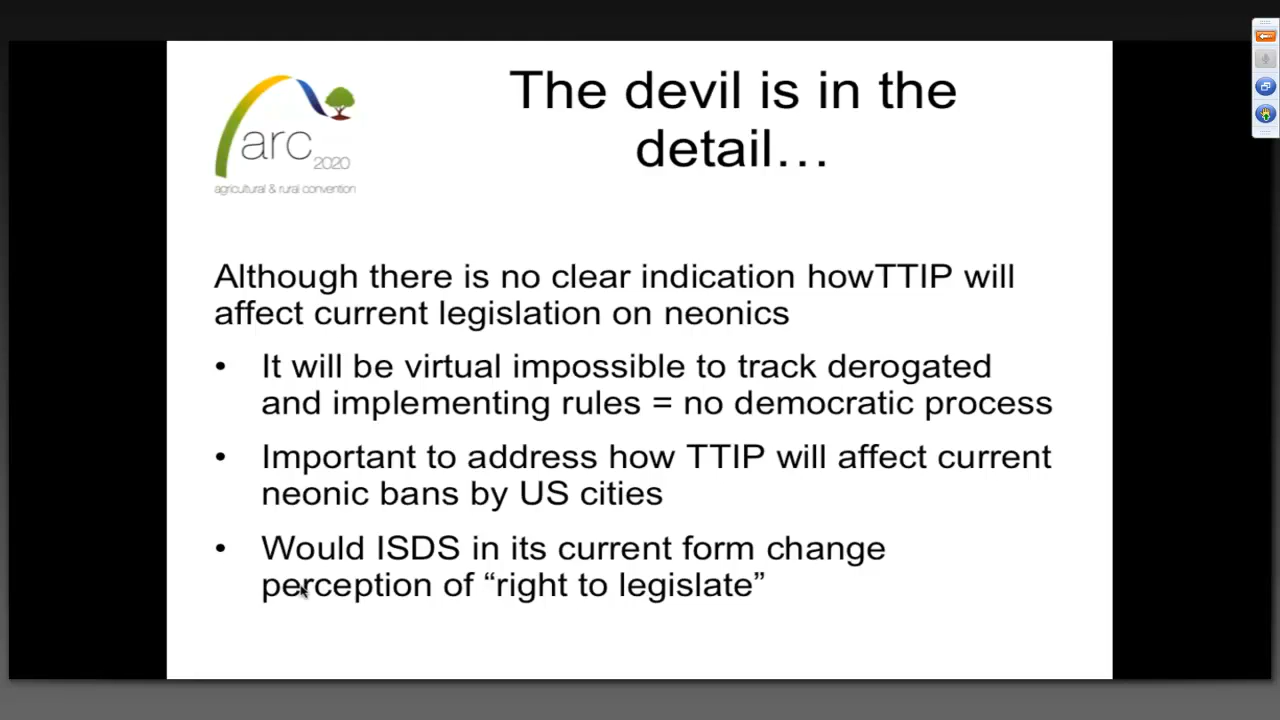 arc
2020
agricultural & rural convention
The devil is in the
detail…
Although there is no clear indication howTTIP will
affect current legislation on neonics
• It will be virtual impossible to track derogated
and implementing rules = no democratic process
• Important to address how TTIP will affect current
neonic bans by US cities
• Would ISDS in its current form change
perception of “right to legislate”